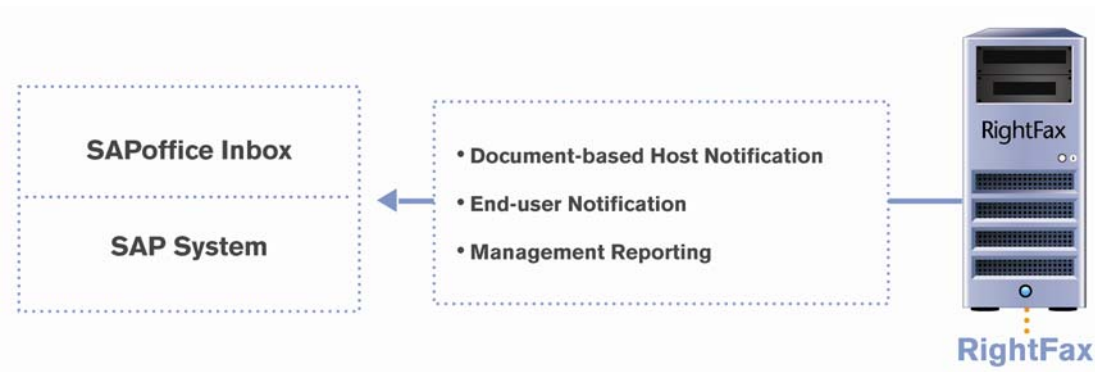 SAPoffice Inbox
SAP System
• Document-based Host Notification
• End-user Notification
• Management Reporting
RightFax
RightFax